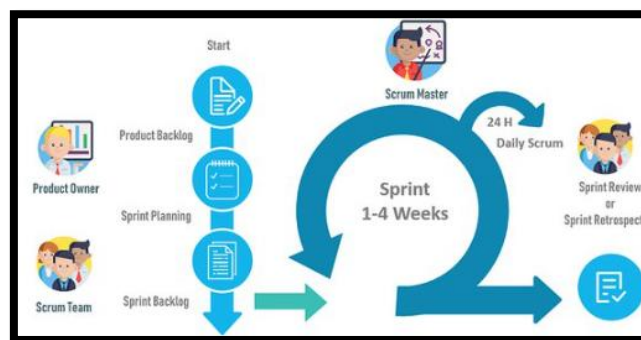 Start
Product Backlog
Product Owner
Sprint Planning
Scrum Team
Sprint Backlog
Scrum Master
24 H
Daily Scrum
Sprint
1-4 Weeks
Sprint Review
or
Sprint Retrospect